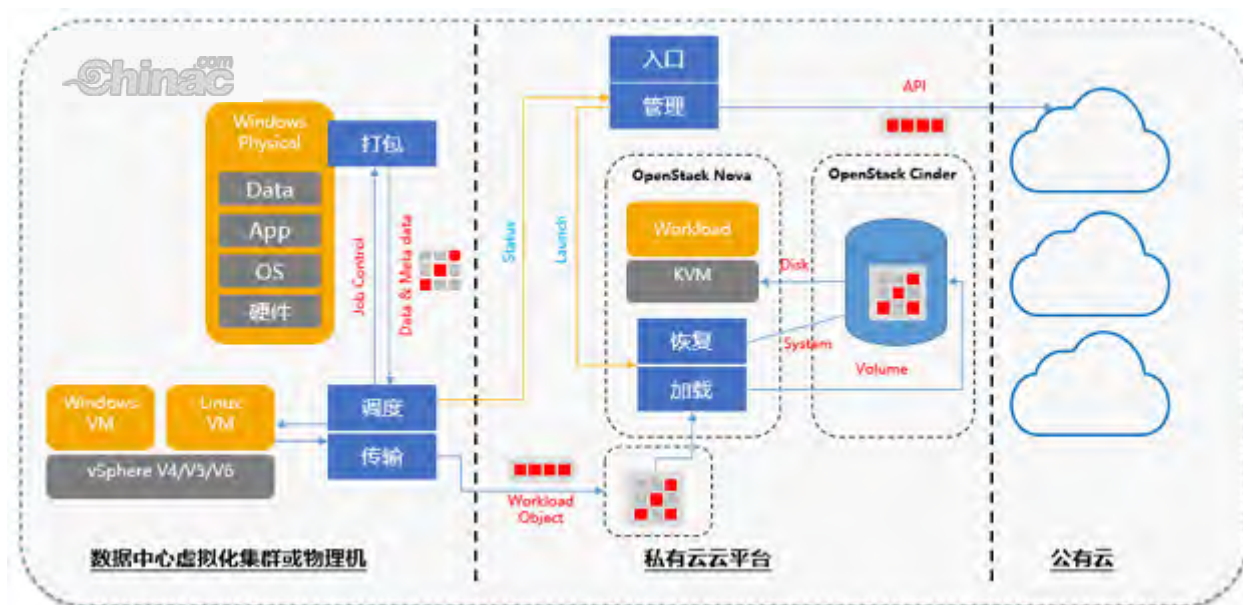 Chinac
.com
Windows
Physical
Data
App
OS
硬件
打包
Job Control
Data & Meta data
Windows
VM
Linux
VM
vSphere V4/V5/V6
调度
传输
数据中心虚拟化集群或物理机
Status
Launch
入口
管理
API
OpenStack Nova
Workload
KVM
恢复
加载
OpenStack Cinder
Disk
System
Volume
Workload
Object
私有云云平台
公有云